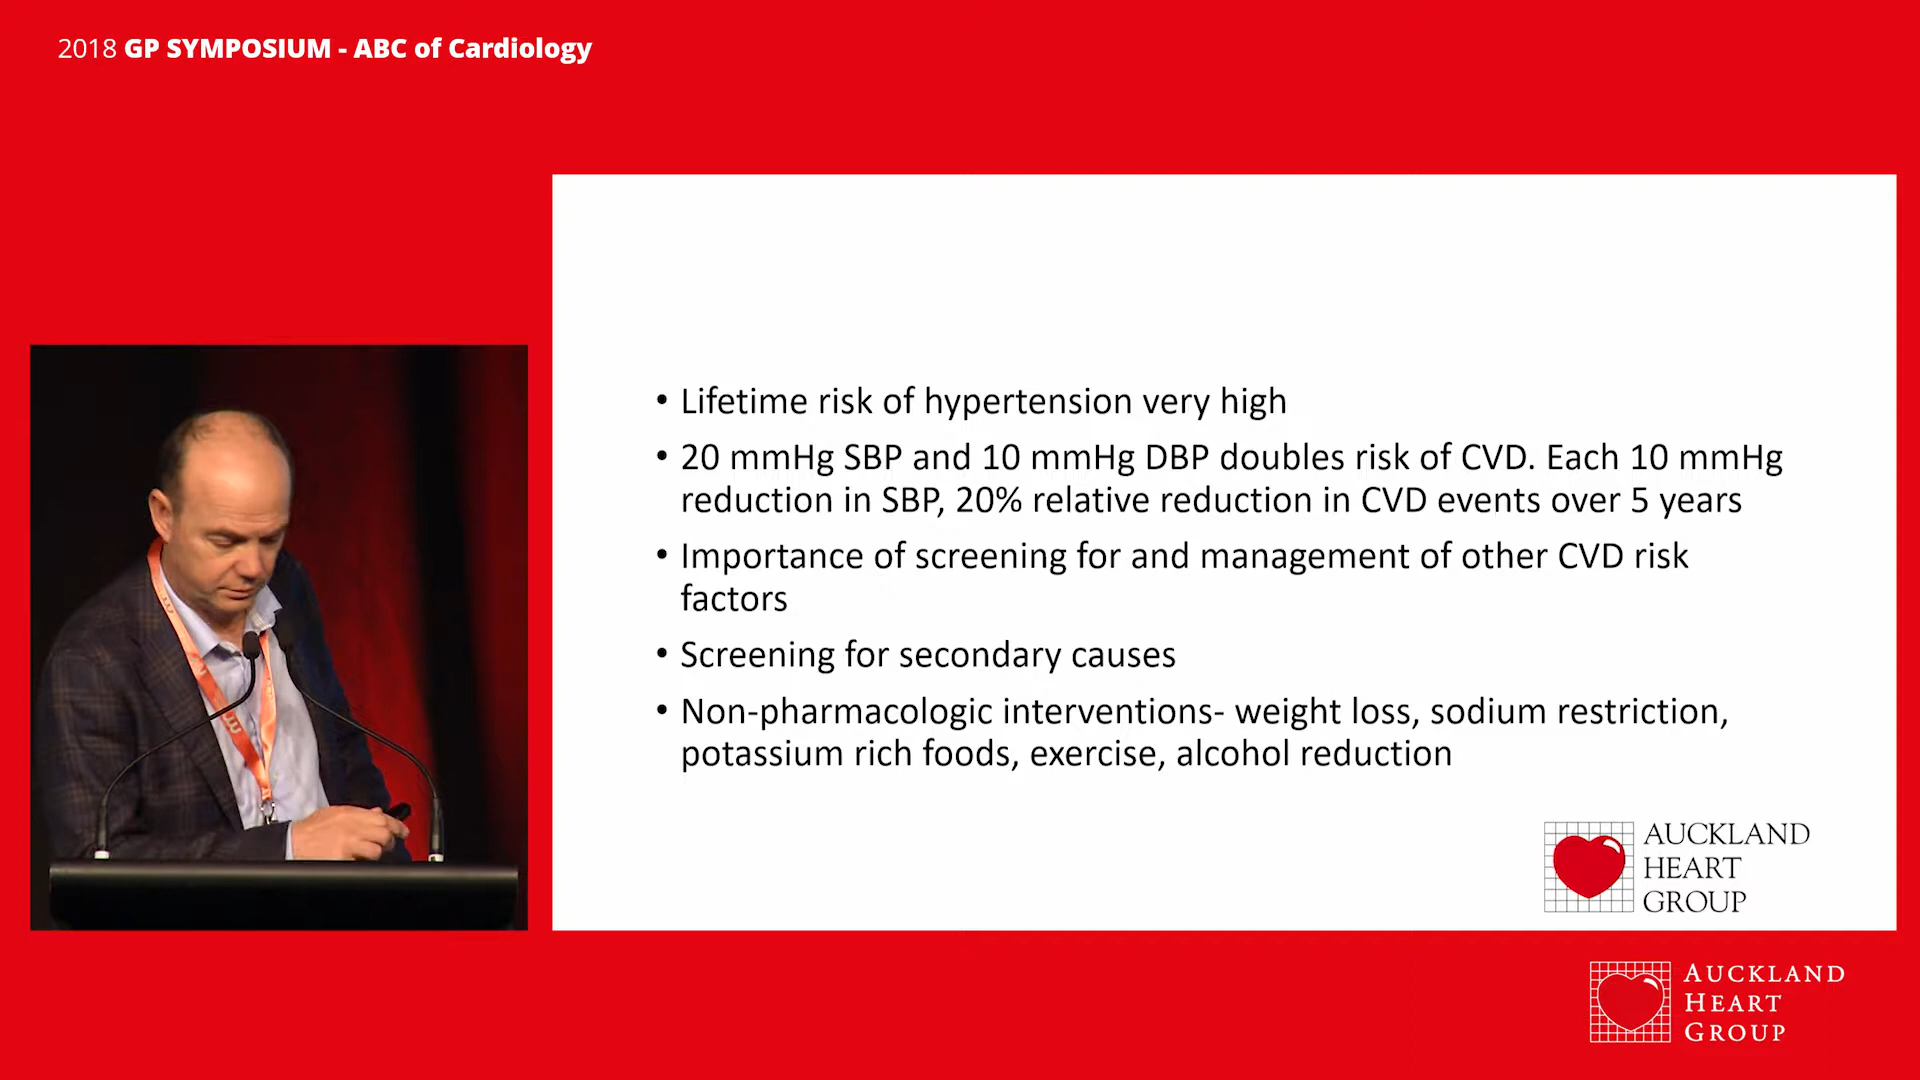 2018 GP SYMPOSIUM - ABC of Cardiology
• Lifetime risk of hypertension very high
• 20 mmHg SBP and 10 mmHg DBP doubles risk of CVD. Each 10 mmHg
reduction in SBP, 20% relative reduction in CVD events over 5 years
• Importance of screening for and management of other CVD risk
factors
• Screening for secondary causes
• Non-pharmacologic interventions- weight loss, sodium restriction,
potassium rich foods, exercise, alcohol reduction
AUCKLAND
HEART
GROUP
AUCKLAND
HEART
GROUP